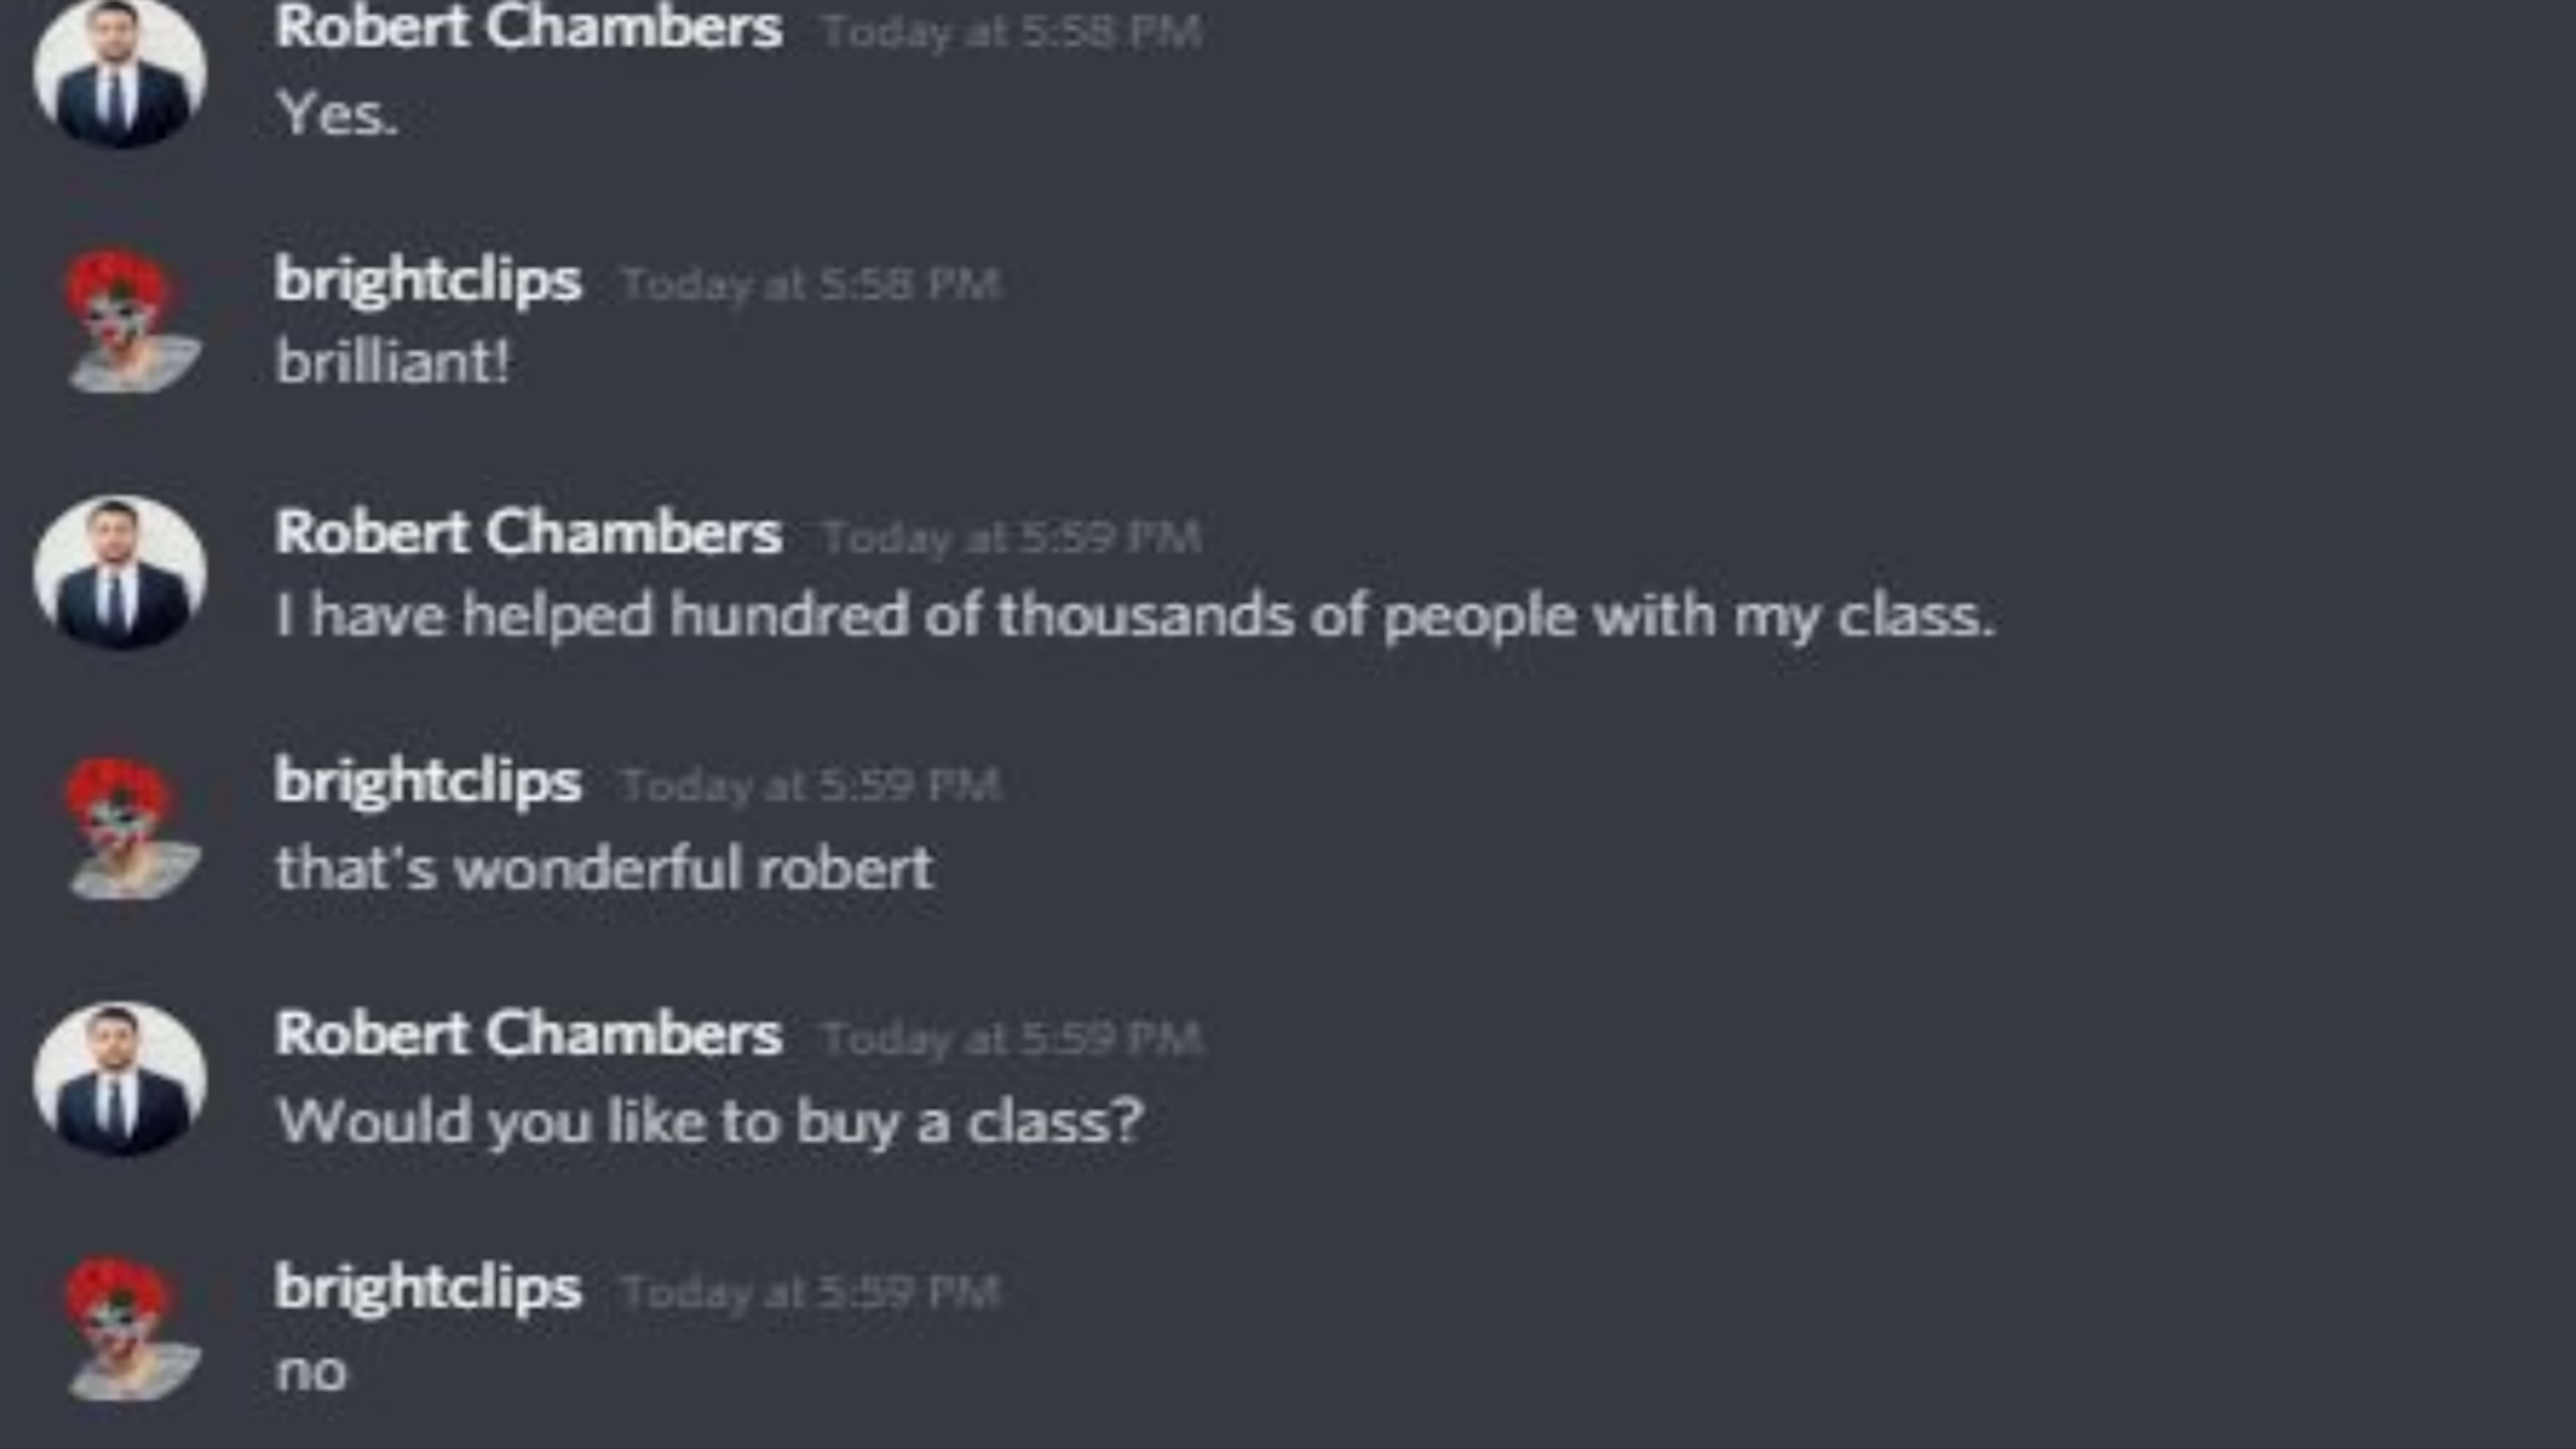 Robert Chambers Today at 5:58 PM
Yes.
brightclips Today at 5:58 PM
brilliant!
Robert Chambers Today at 5:59 PM
I have helped hundred of thousands of people with my class.
brightclips Today at 5:59 PM
that's wonderful robert
Robert Chambers Today at 5:59 PM
Would you like to buy a class?
brightclips Today at 5:59 PM
no